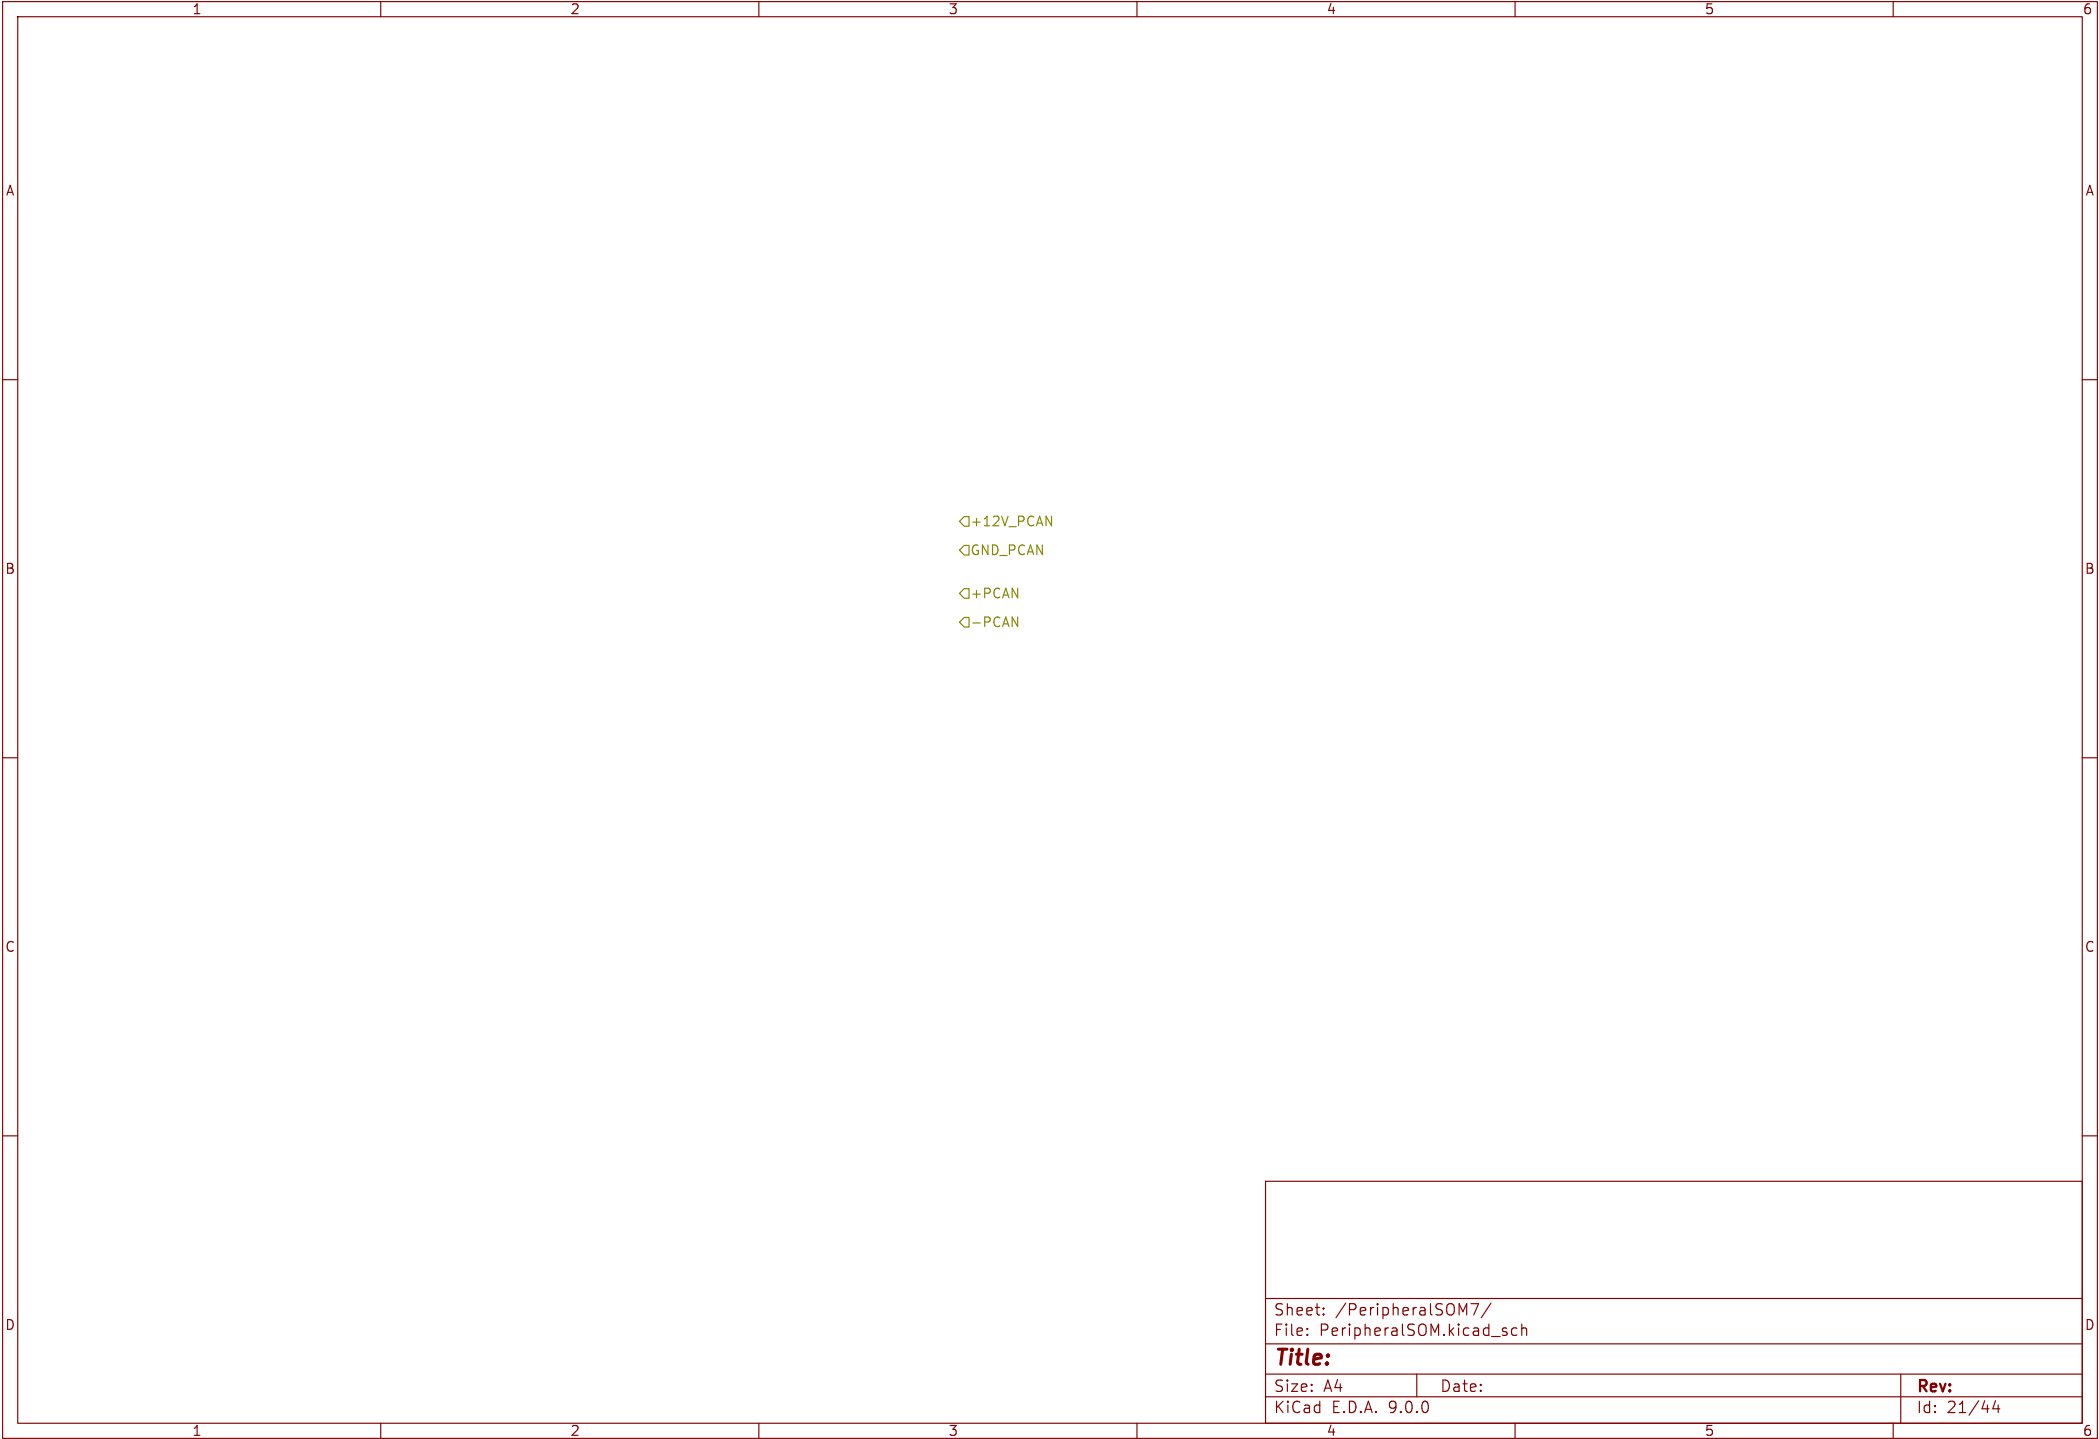 1 2 3 4 5 6
A A
+12V_PCAN
GND_PCAN
B B
+PCAN
-PCAN
C C
Sheet: /PeripheralSOM7/
D D
File: PeripheralSOM.kicad_sch
Title:
Size: A4 Date: Rev:
KiCad E.D.A. 9.0.0 Id: 21/44
1 2 3 4 5 6